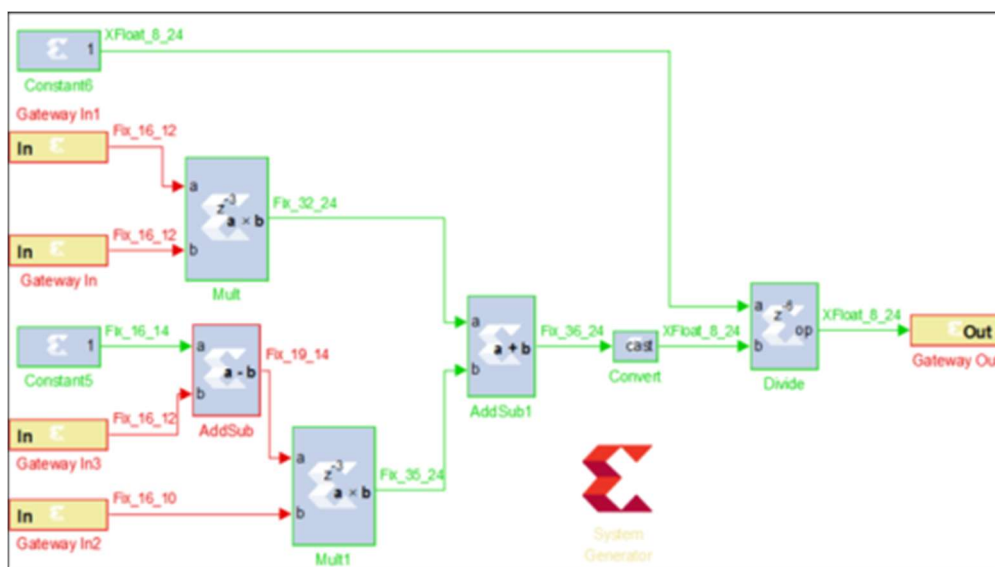 XFloat_8_24
1
Constant6
Gateway In1
In
Fix_16_12
a
z-3
a × b
b
Mult
Fix_32_24
In
Fix_16_12
Gateway In
Constant5
1
Fix_16_14
a
a - b
b
AddSub
Fix_19_14
In
Fix_16_12
Gateway In3
In
Fix_16_10
Gateway In2
a
z-3
a × b
b
Mult1
Fix_35_24
a
a + b
b
AddSub1
Fix_36_24
cast
Convert
XFloat_8_24
a
z-6
op
b
Divide
XFloat_8_24
Out
Gateway Ou
System
Generator